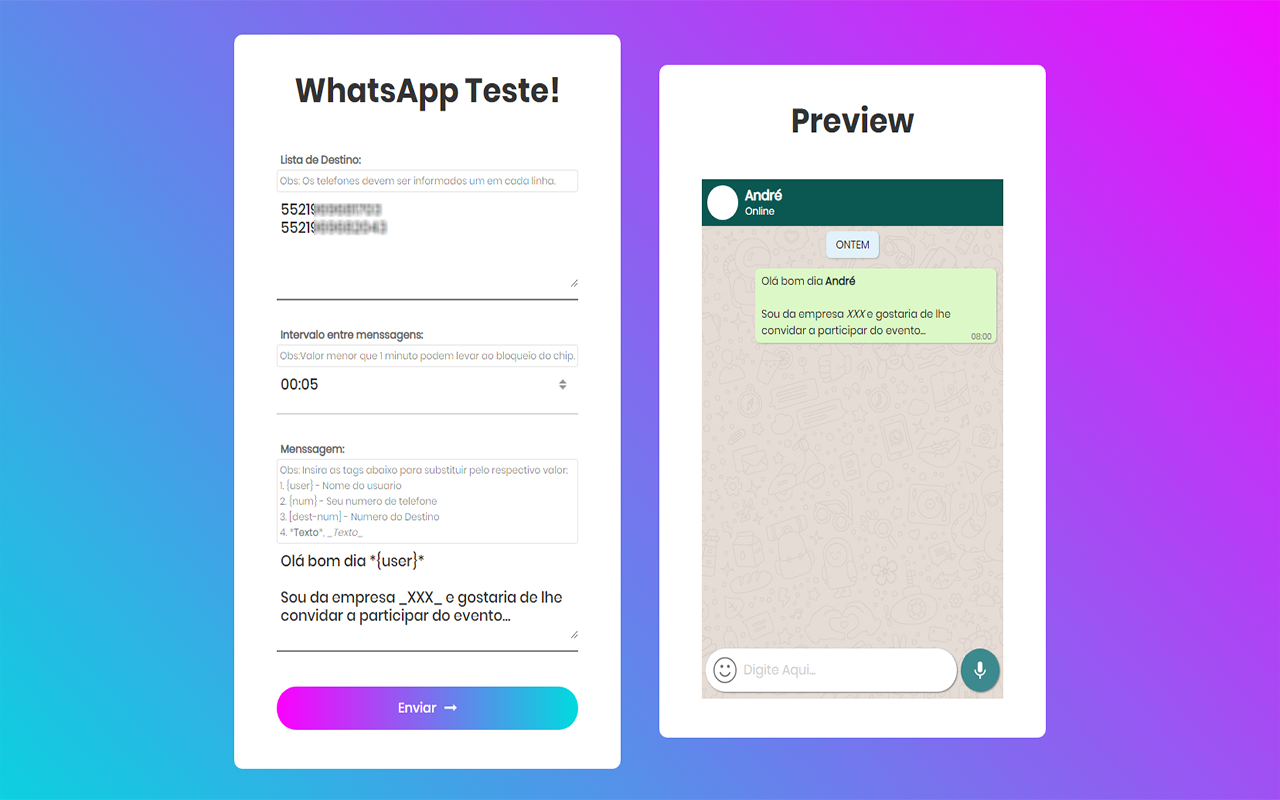 WhatsApp Teste!
Lista de Destino:
Obs: Os telefones devem ser informados um em cada linha.
55219
55219
Intervalo entre menssagens:
Obs:Valor menor que 1 minuto podem levar ao bloqueio do chip.
00:05
Menssagem:
Obs: Insira as tags abaixo para substituir pelo respectivo valor:
1. {user} - Nome do usuario
2. {num} - Seu numero de telefone
3. [dest-num] - Numero do Destino
4. *Texto*, _Texto_
Olá bom dia *{user}*
Sou da empresa _XXX_ e gostaria de lhe
convidar a participar do evento...
Enviar →
Preview
André
Online
ONTEM
Olá bom dia André
Sou da empresa XXX e gostaria de lhe
convidar a participar do evento...
08:00
Digite Aqui...